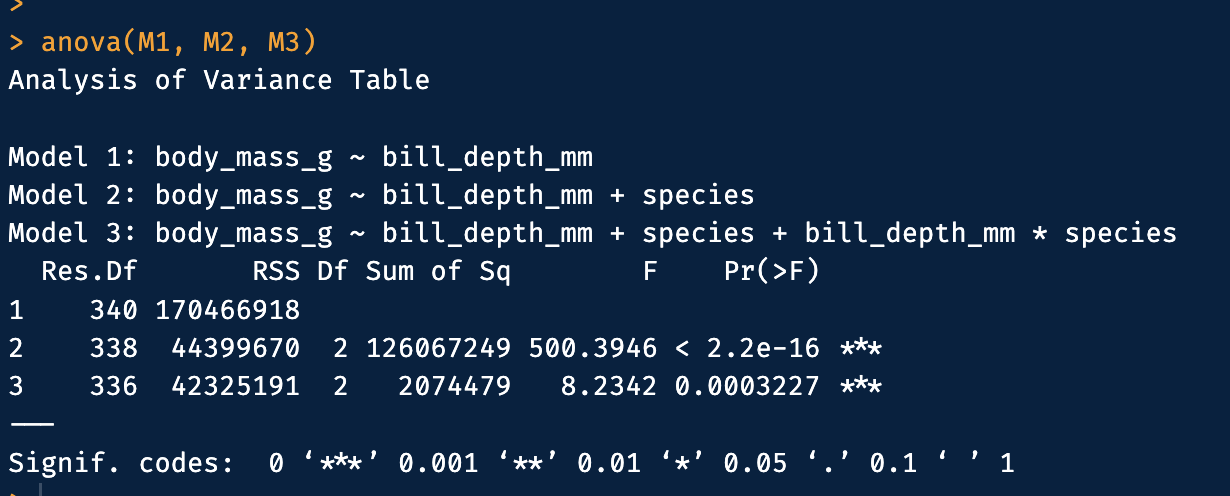 >
> anova(M1, M2, M3)
Analysis of Variance Table
Model 1: body_mass_g ~ bill_depth_mm
Model 2: body_mass_g ~ bill_depth_mm + species
Model 3: body_mass_g ~ bill_depth_mm + species + bill_depth_mm * species
  Res.Df       RSS Df Sum of Sq        F    Pr(>F)
1    340 170466918
2    338  44399670  2 126067249 500.3946 < 2.2e-16 ***
3    336  42325191  2   2074479   8.2342 0.0003227 ***
---
Signif. codes:  0 ‘***’ 0.001 ‘**’ 0.01 ‘*’ 0.05 ‘.’ 0.1 ‘ ’ 1
>